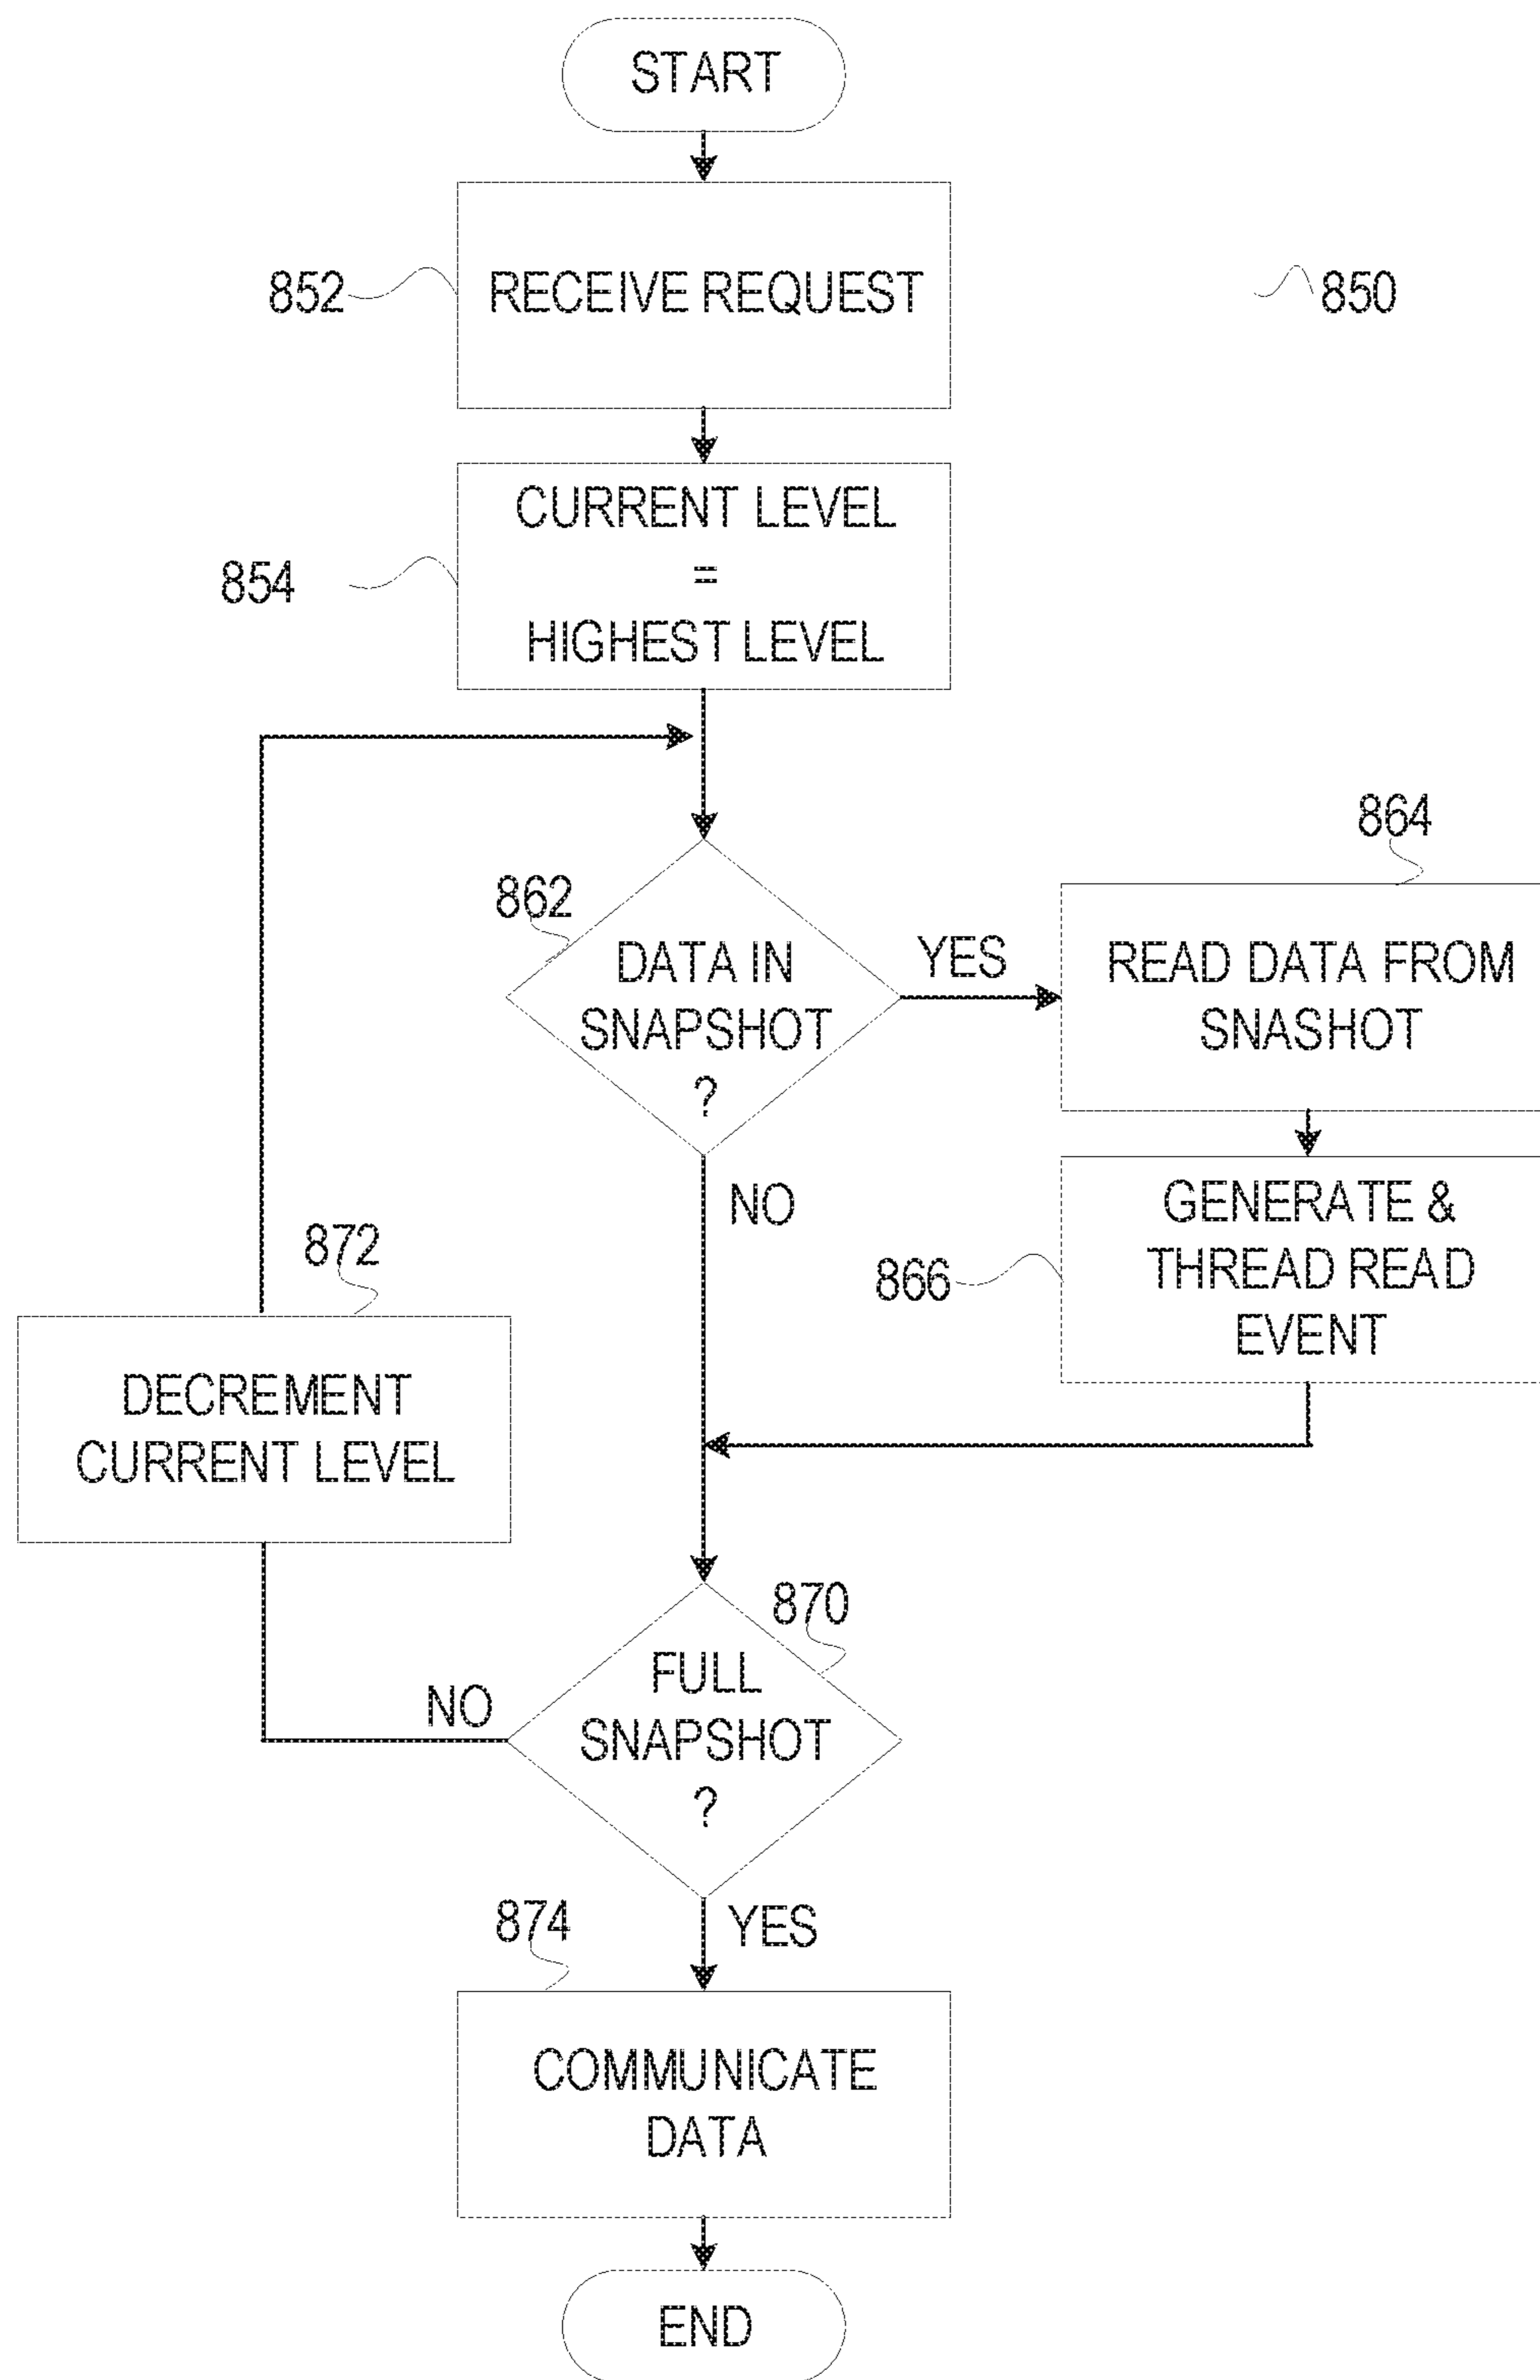 START
852
RECEIVE REQUEST
850
CURRENT LEVEL
=
HIGHEST LEVEL
854
864
862
DATA IN
SNAPSHOT
?
YES
READ DATA FROM
SNASHOT
NO
GENERATE &
THREAD READ
EVENT
866
872
DECREMENT
CURRENT LEVEL
870
FULL
SNAPSHOT
?
NO
YES
874
COMMUNICATE
DATA
END